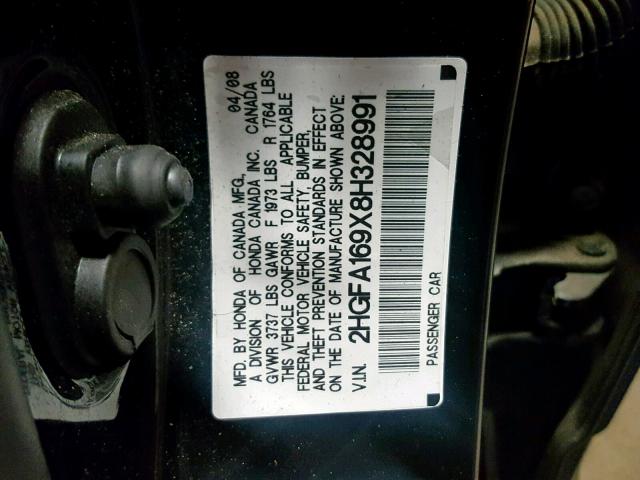 MFD. BY HONDA OF CANADA MFG., 04/08
A DIVISION OF HONDA CANADA INC. CANADA
GVWR 3737 LBS GAWR F 1973 LBS R 1764 LBS
THIS VEHICLE CONFORMS TO ALL APPLICABLE
FEDERAL MOTOR VEHICLE SAFETY, BUMPER,
AND THEFT PREVENTION STANDARDS IN EFFECT
ON THE DATE OF MANUFACTURE SHOWN ABOVE:
V.I.N. 2HGFA169X8H328991
PASSENGER CAR